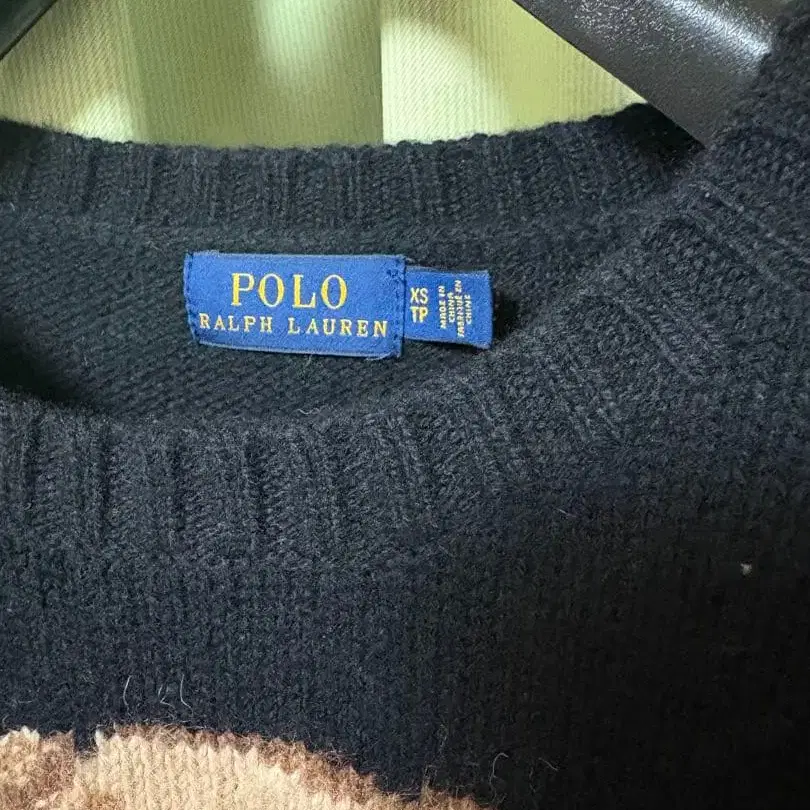 POLO
RALPH LAUREN
XS
TP
MADE IN
CHINA
FABRIQUÉ EN
CHINE